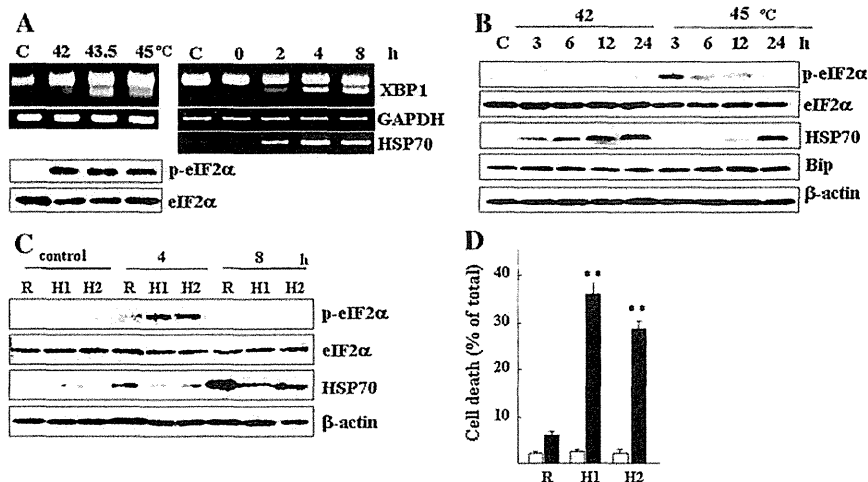 A
C 42 43.5 45 °C
C 0 2 4 8 h
XBP1
GAPDH
HSP70
p-eIF2α
eIF2α
B
42 45 °C
C 3 6 12 24 3 6 12 24 h
p-eIF2α
eIF2α
HSP70
Bip
β-actin
C
control 4 8 h
R H1 H2 R H1 H2 R H1 H2
p-eIF2α
eIF2α
HSP70
β-actin
D
Cell death (% of total)
40
30
20
10
** **
R H1 H2